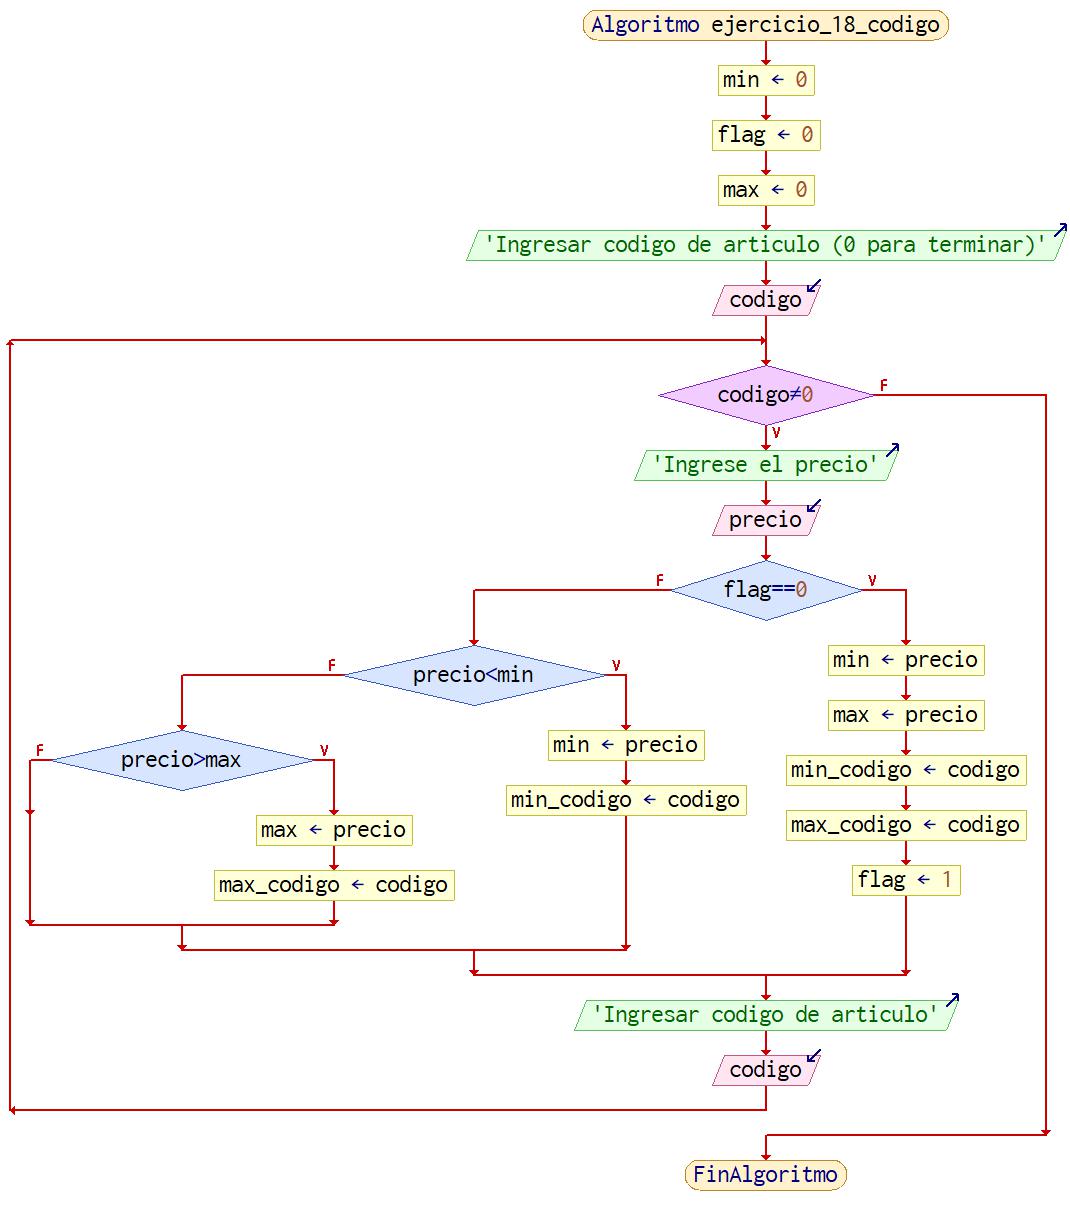 Algoritmo ejercicio_18_codigo
min ← 0
flag ← 0
max ← 0
'Ingresar codigo de articulo (0 para terminar)'
codigo
codigo≠0
F
V
'Ingrese el precio'
precio
flag==0
F
V
precio<min
F
V
min ← precio
max ← precio
min_codigo ← codigo
max_codigo ← codigo
flag ← 1
precio>max
F
V
min ← precio
min_codigo ← codigo
max ← precio
max_codigo ← codigo
'Ingresar codigo de articulo'
codigo
FinAlgoritmo